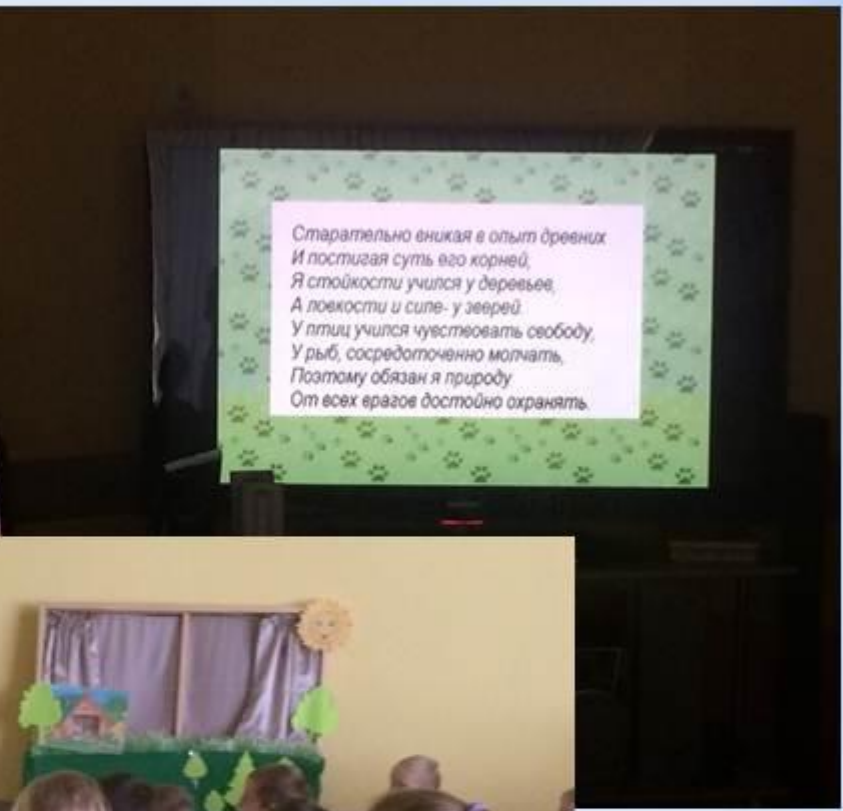 Старательно вникая в опыт древних
И постигая суть его корней,
Я стойкости учился у деревьев,
А ловкости и силе- у зверей.
У птиц учился чувствовать свободу,
У рыб, сосредоточенно молчать,
Поэтому обязан я природу
От всех врагов достойно охранять.